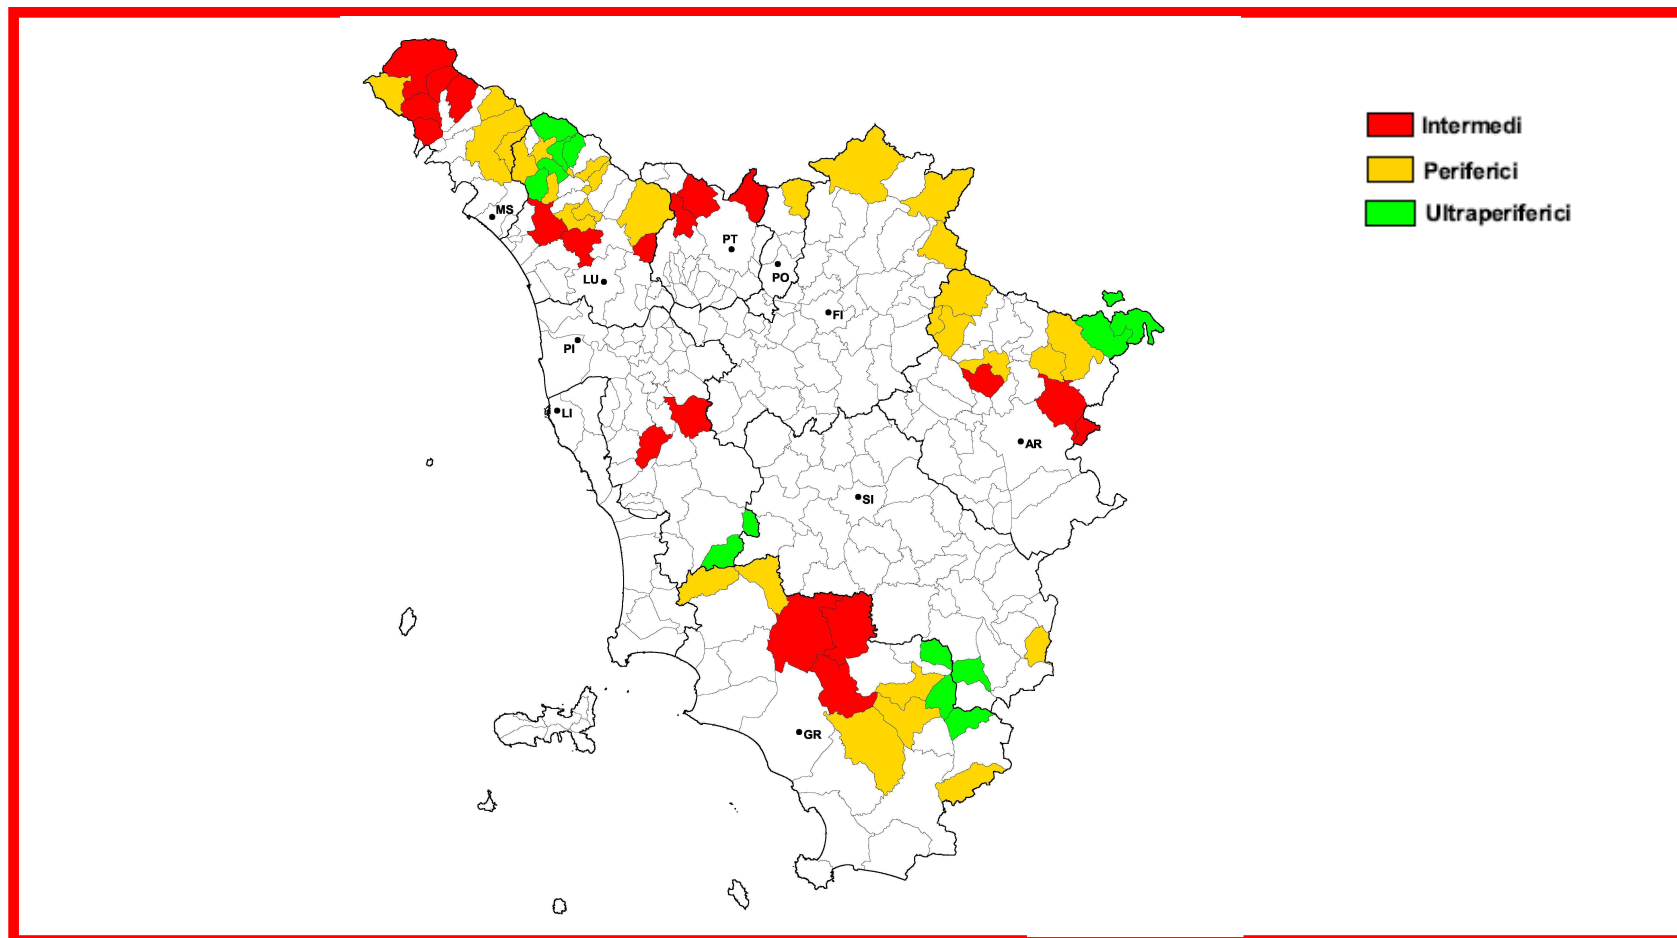 Intermedi
Periferici
Ultraperiferici
MS
PT
PO
LU
FI
PI
LI
AR
SI
GR